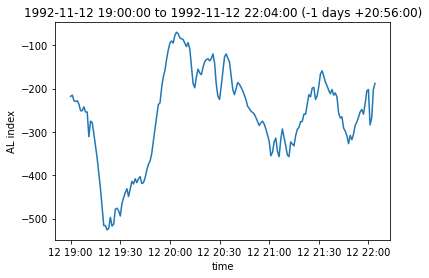 1992-11-12 19:00:00 to 1992-11-12 22:04:00 (-1 days +20:56:00)
−100
−200
−300
−400
−500
AL index
12 19:00 12 19:30 12 20:00 12 20:30 12 21:00 12 21:30 12 22:00
time